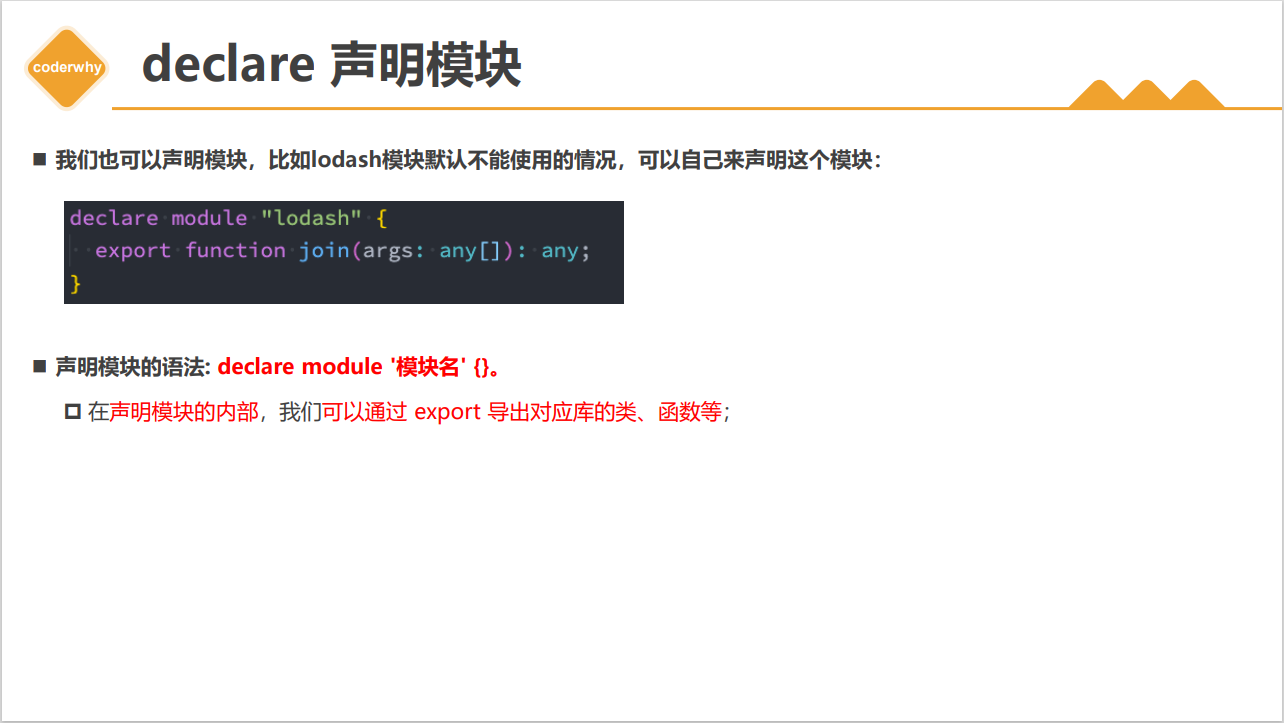 coderwhy
declare 声明模块
我们也可以声明模块，比如lodash模块默认不能使用的情况，可以自己来声明这个模块：
declare module "lodash" {
  export function join(args: any[]): any;
}
声明模块的语法: declare module '模块名' {}。
在声明模块的内部，我们可以通过 export 导出对应库的类、函数等；